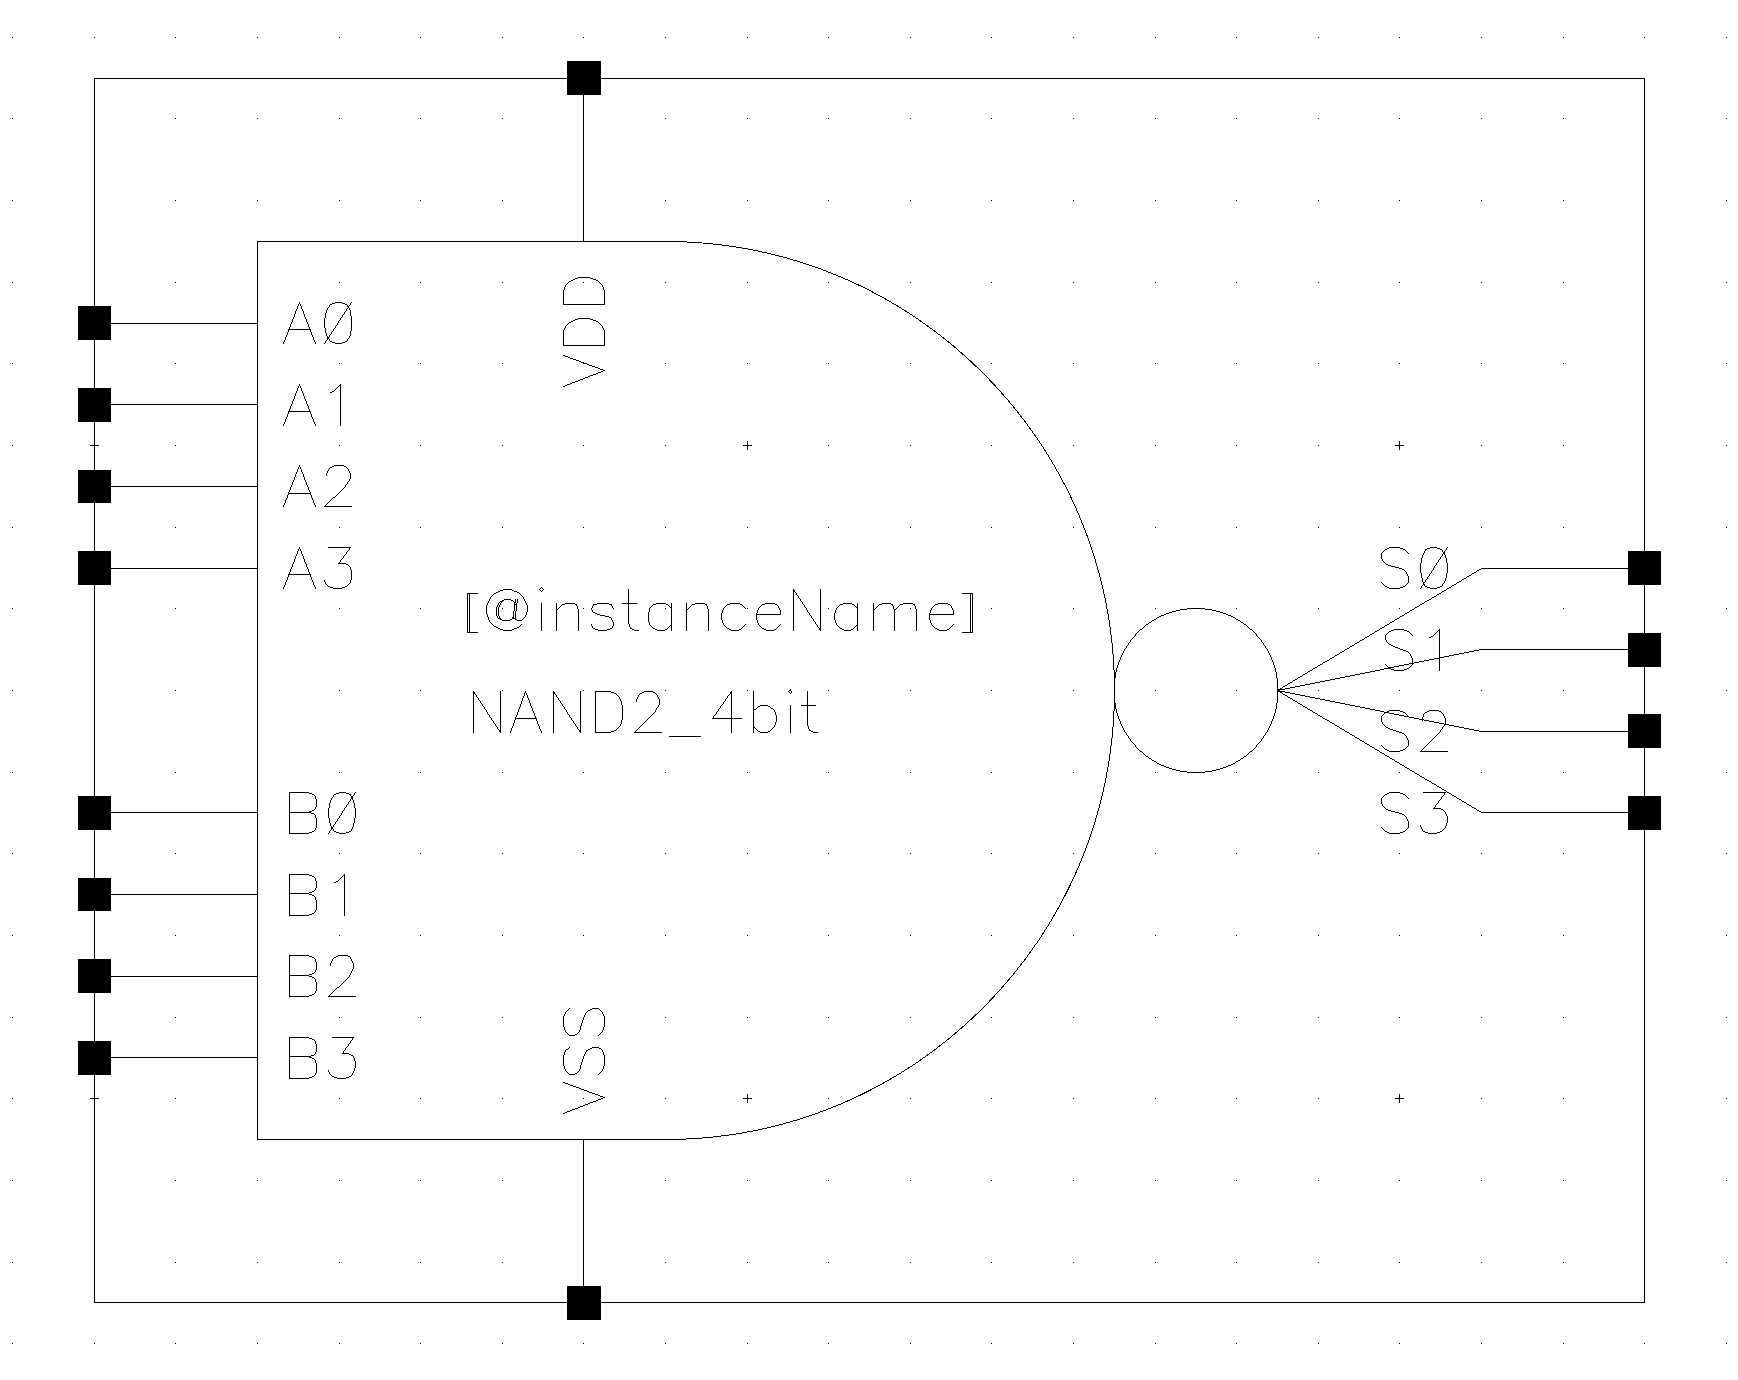 VDD
A0
A1
A2
A3
[@instanceName]
NAND2_4bit
B0
B1
B2
B3
VSS
S0
S1
S2
S3